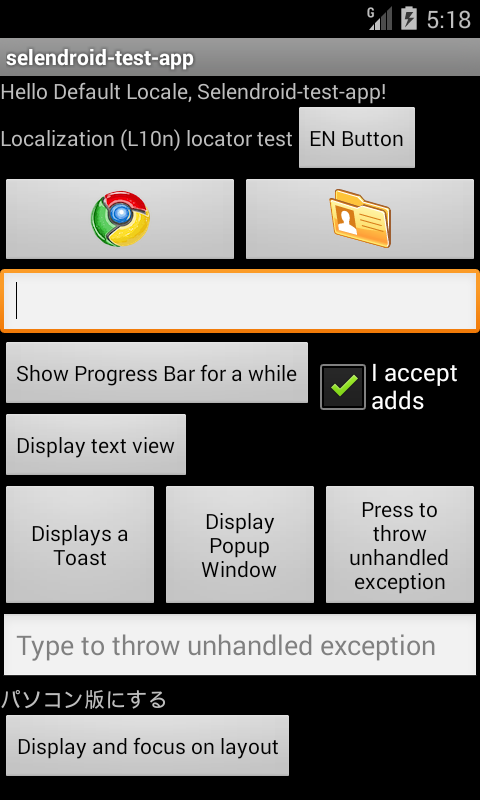 G 5:18
selendroid-test-app
Hello Default Locale, Selendroid-test-app!
Localization (L10n) locator test EN Button
Show Progress Bar for a while
I accept
adds
Display text view
Displays a
Toast
Display
Popup
Window
Press to
throw
unhandled
exception
Type to throw unhandled exception
パソコン版にする
Display and focus on layout